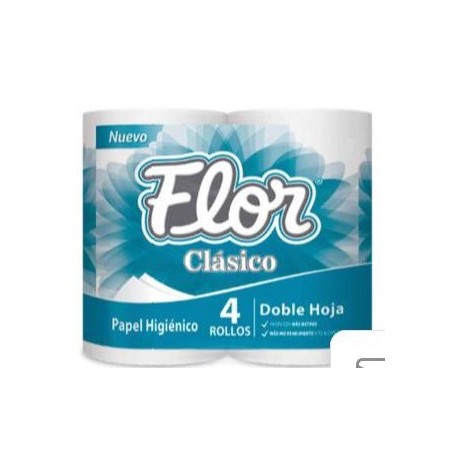 Nuevo
Flor
Clásico
Papel Higiénico
4
ROLLOS
Doble Hoja